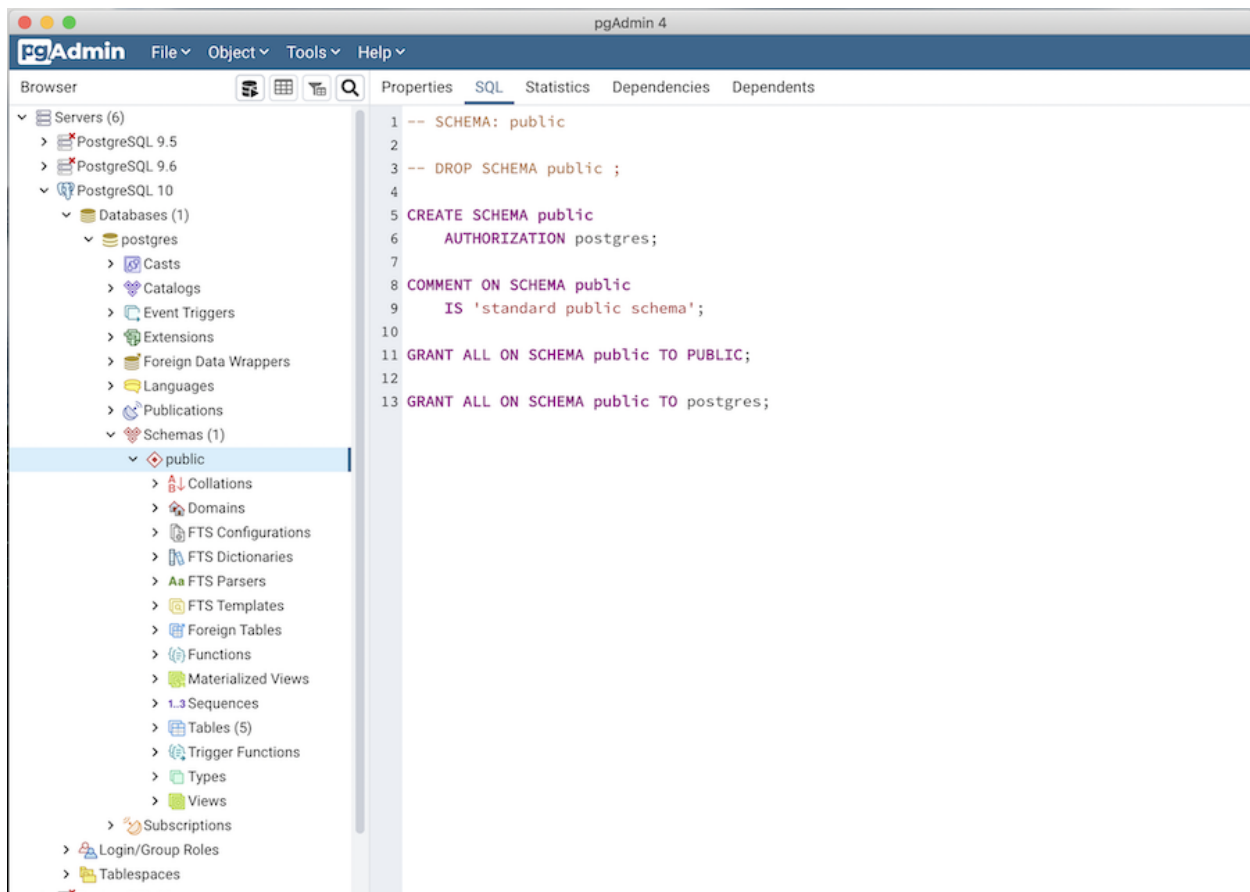 pgAdmin 4
pgAdmin File Object Tools Help
Browser
Properties SQL Statistics Dependencies Dependents
Servers (6)
PostgreSQL 9.5
PostgreSQL 9.6
PostgreSQL 10
Databases (1)
postgres
Casts
Catalogs
Event Triggers
Extensions
Foreign Data Wrappers
Languages
Publications
Schemas (1)
public
Collations
Domains
FTS Configurations
FTS Dictionaries
Aa FTS Parsers
FTS Templates
Foreign Tables
Functions
Materialized Views
1..3 Sequences
Tables (5)
Trigger Functions
Types
Views
Subscriptions
Login/Group Roles
Tablespaces
1 -- SCHEMA: public
2
3 -- DROP SCHEMA public ;
4
5 CREATE SCHEMA public
6     AUTHORIZATION postgres;
7
8 COMMENT ON SCHEMA public
9     IS 'standard public schema';
10
11 GRANT ALL ON SCHEMA public TO PUBLIC;
12
13 GRANT ALL ON SCHEMA public TO postgres;